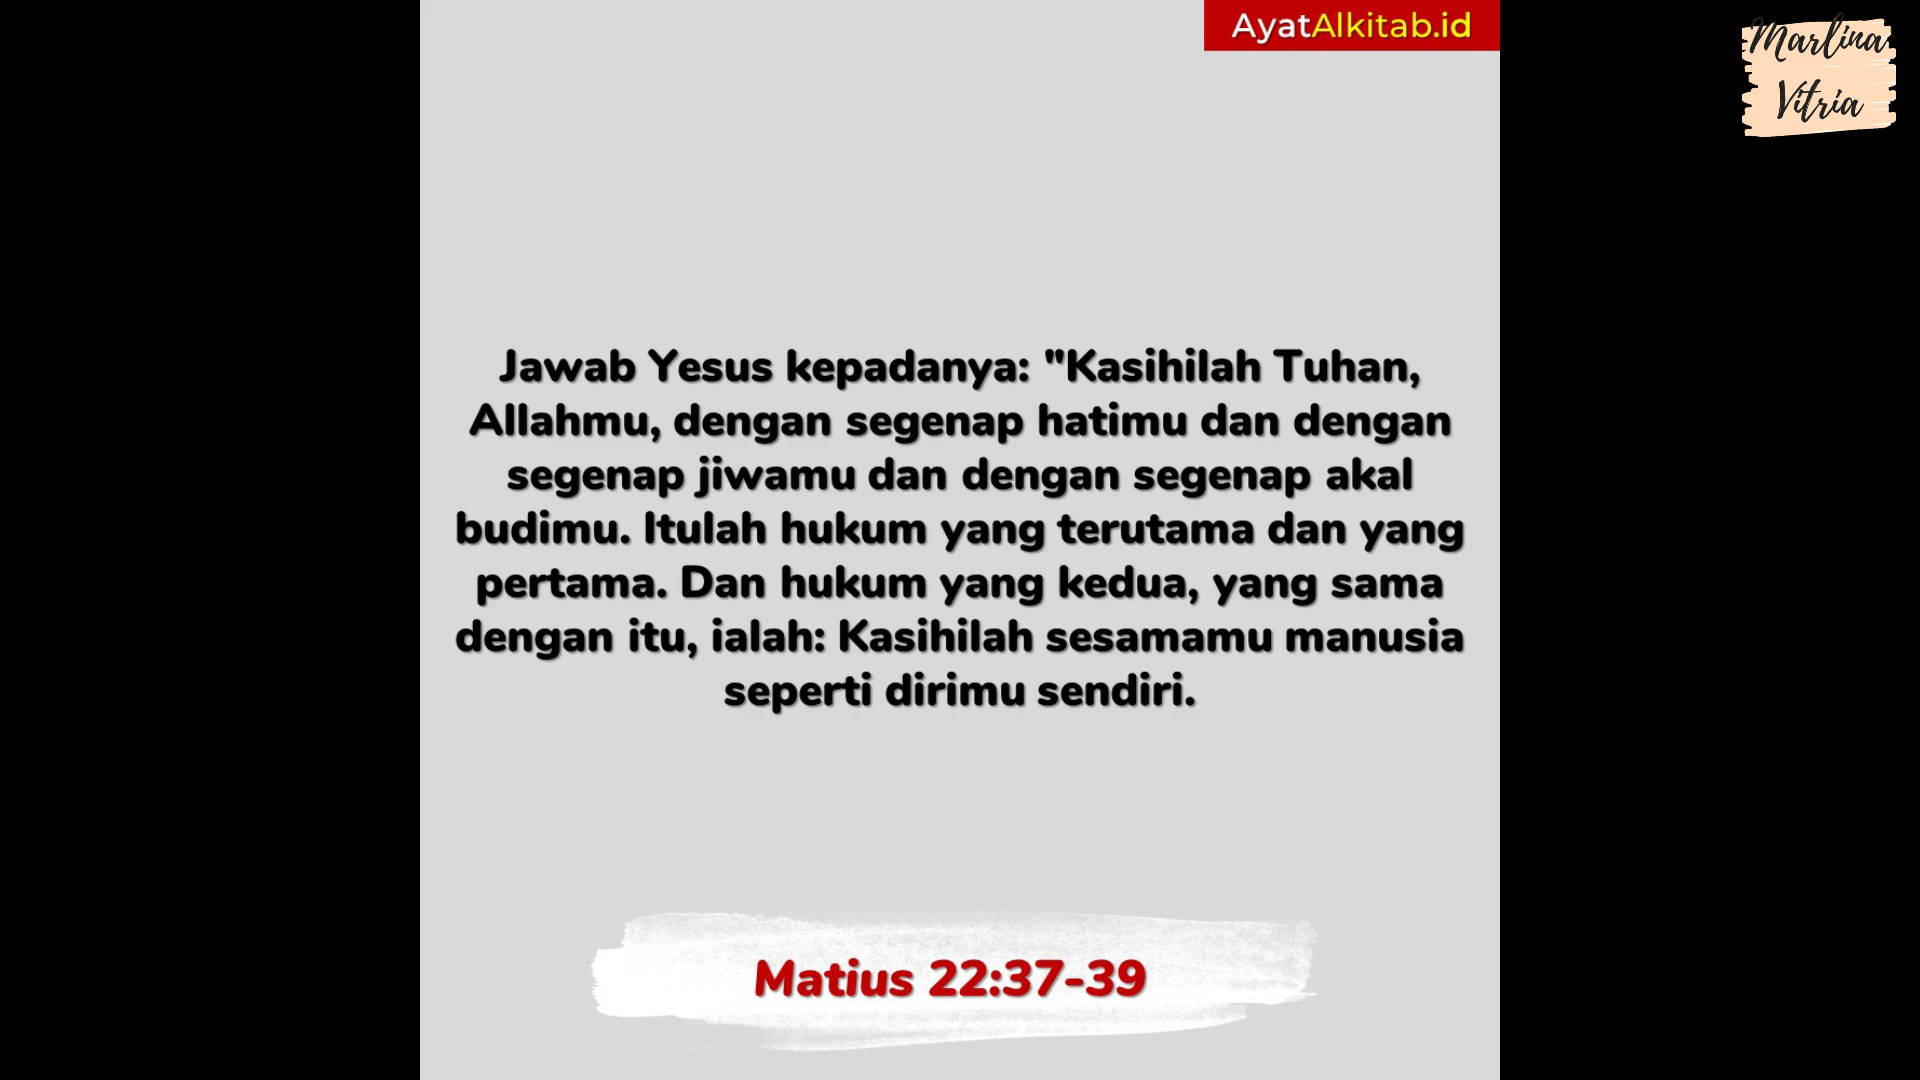 AyatAlkitab.id
Marlina
Vitria
Jawab Yesus kepadanya: "Kasihilah Tuhan,
Allahmu, dengan segenap hatimu dan dengan
segenap jiwamu dan dengan segenap akal
budimu. Itulah hukum yang terutama dan yang
pertama. Dan hukum yang kedua, yang sama
dengan itu, ialah: Kasihilah sesamamu manusia
seperti dirimu sendiri.
Matius 22:37-39